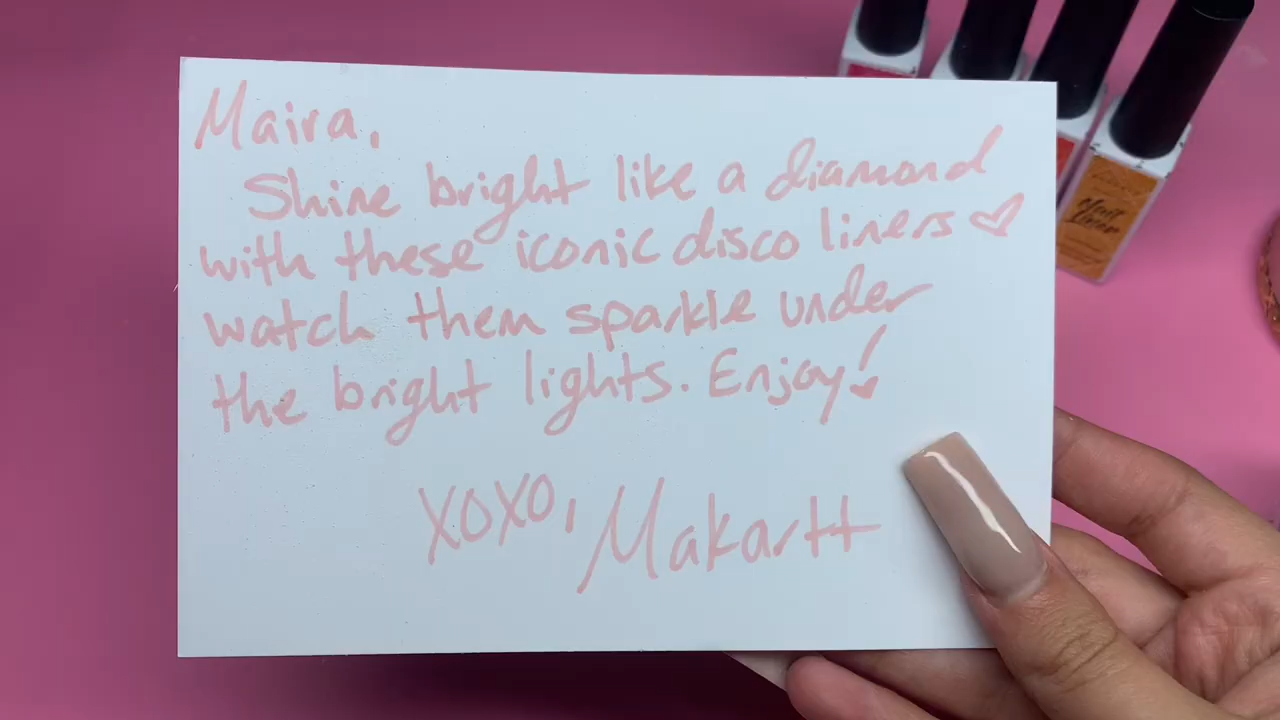 Maira,
Shine bright like a diamond
with these iconic disco liners ♡
watch them sparkle under
the bright lights. Enjoy!
XOXO, Makartt